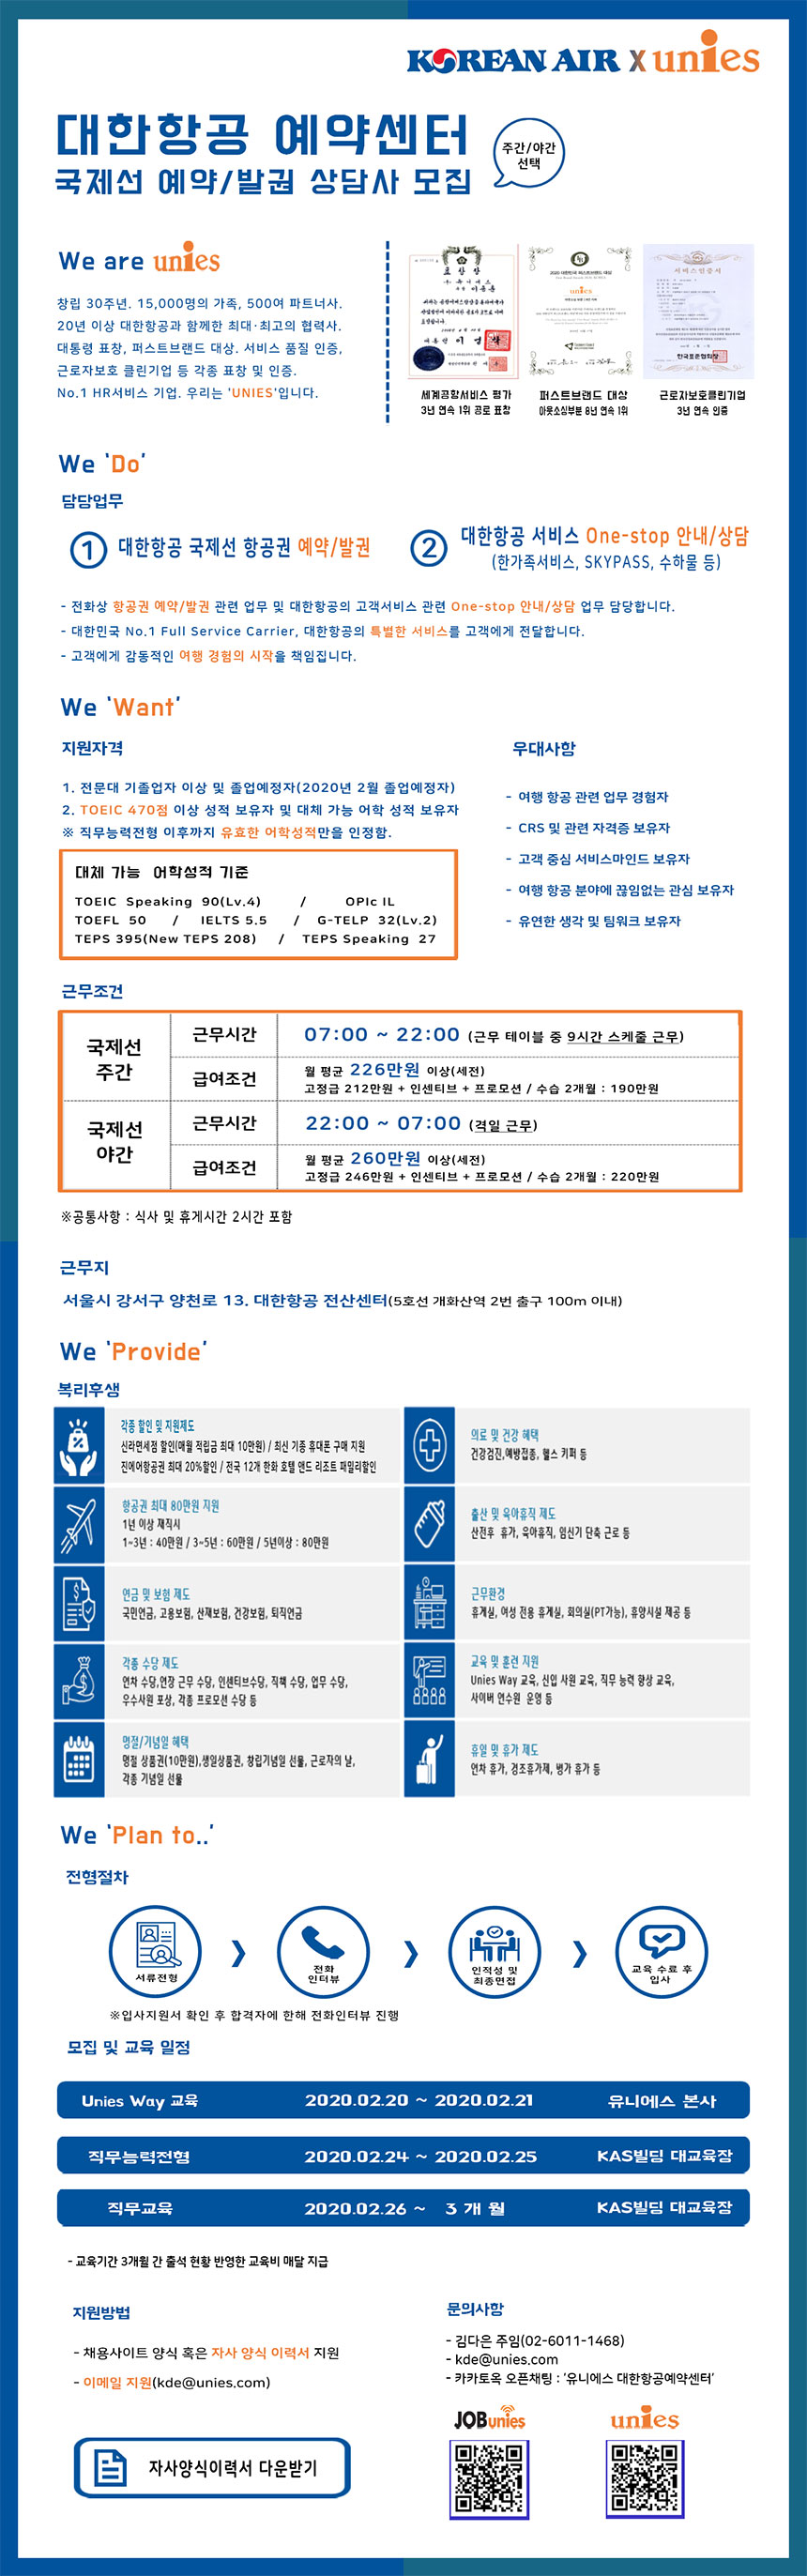 KOREAN AIR X unies
대한항공 예약센터
국제선 예약/발권 상담사 모집
주간/야간
선택
We are unies
창립 30주년. 15,000명의 가족, 500여 파트너사.
20년 이상 대한항공과 함께한 최대·최고의 협력사.
대통령 표창, 퍼스트브랜드 대상. 서비스 품질 인증,
근로자보호 클린기업 등 각종 표창 및 인증.
No.1 HR서비스 기업. 우리는 'UNIES'입니다.
표창장
unies
서비스인증서
한국표준협회장
세계공항서비스 평가
3년 연속 1위 공로 표창
퍼스트브랜드 대상
아웃소싱부분 8년 연속 1위
근로자보호클린기업
3년 연속 인증
We 'Do'
담당업무
1 대한항공 국제선 항공권 예약/발권
2 대한항공 서비스 One-stop 안내/상담
(한가족서비스, SKYPASS, 수하물 등)
- 전화상 항공권 예약/발권 관련 업무 및 대한항공의 고객서비스 관련 One-stop 안내/상담 업무 담당합니다.
- 대한민국 No.1 Full Service Carrier, 대한항공의 특별한 서비스를 고객에게 전달합니다.
- 고객에게 감동적인 여행 경험의 시작을 책임집니다.
We 'Want'
지원자격
1. 전문대 기졸업자 이상 및 졸업예정자(2020년 2월 졸업예정자)
2. TOEIC 470점 이상 성적 보유자 및 대체 가능 어학 성적 보유자
※ 직무능력전형 이후까지 유효한 어학성적만을 인정함.
대체 가능 어학성적 기준
TOEIC Speaking 90(Lv.4) / OPIc IL
TOEFL 50 / IELTS 5.5 / G-TELP 32(Lv.2)
TEPS 395(New TEPS 208) / TEPS Speaking 27
우대사항
- 여행 항공 관련 업무 경험자
- CRS 및 관련 자격증 보유자
- 고객 중심 서비스마인드 보유자
- 여행 항공 분야에 끊임없는 관심 보유자
- 유연한 생각 및 팀워크 보유자
근무조건
국제선
주간
근무시간
07:00 ~ 22:00 (근무 테이블 중 9시간 스케줄 근무)
급여조건
월 평균 226만원 이상(세전)
고정급 212만원 + 인센티브 + 프로모션 / 수습 2개월 : 190만원
국제선
야간
근무시간
22:00 ~ 07:00 (격일 근무)
급여조건
월 평균 260만원 이상(세전)
고정급 246만원 + 인센티브 + 프로모션 / 수습 2개월 : 220만원
※공통사항 : 식사 및 휴게시간 2시간 포함
근무지
서울시 강서구 양천로 13. 대한항공 전산센터(5호선 개화산역 2번 출구 100m 이내)
We 'Provide'
복리후생
각종 할인 및 지원제도
신라면세점 할인(매월 적립금 최대 10만원) / 최신 기종 휴대폰 구매 지원
진에어항공권 최대 20%할인 / 전국 12개 한화 호텔 앤드 리조트 패밀리할인
의료 및 건강 혜택
건강검진,예방접종, 헬스 키퍼 등
항공권 최대 80만원 지원
1년 이상 재직시
1~3년 : 40만원 / 3~5년 : 60만원 / 5년이상 : 80만원
출산 및 육아휴직 제도
산전후 휴가, 육아휴직, 임신기 단축 근로 등
연금 및 보험 제도
국민연금, 고용보험, 산재보험, 건강보험, 퇴직연금
근무환경
휴게실, 여성 전용 휴게실, 회의실(PT가능), 휴양시설 제공 등
각종 수당 제도
연차 수당,연장 근무 수당, 인센티브수당, 직책 수당, 업무 수당,
우수사원 포상, 각종 프로모션 수당 등
교육 및 훈련 지원
Unies Way 교육, 신입 사원 교육, 직무 능력 향상 교육,
사이버 연수원 운영 등
명절/기념일 혜택
명절 상품권(10만원),생일상품권, 창립기념일 선물, 근로자의 날,
각종 기념일 선물
휴일 및 휴가 제도
연차 휴가, 경조휴가제, 병가 휴가 등
We 'Plan to..'
전형절차
서류전형
전화
인터뷰
인적성 및
최종면접
교육 수료 후
입사
※입사지원서 확인 후 합격자에 한해 전화인터뷰 진행
모집 및 교육 일정
Unies Way 교육 2020.02.20 ~ 2020.02.21 유니에스 본사
직무능력전형 2020.02.24 ~ 2020.02.25 KAS빌딩 대교육장
직무교육 2020.02.26 ~ 3 개 월 KAS빌딩 대교육장
- 교육기간 3개월 간 출석 현황 반영한 교육비 매달 지급
지원방법
- 채용사이트 양식 혹은 자사 양식 이력서 지원
- 이메일 지원(kde@unies.com)
자사양식이력서 다운받기
문의사항
- 김다은 주임(02-6011-1468)
- kde@unies.com
- 카카토옥 오픈채팅 : '유니에스 대한항공예약센터'
JOBunies
unies